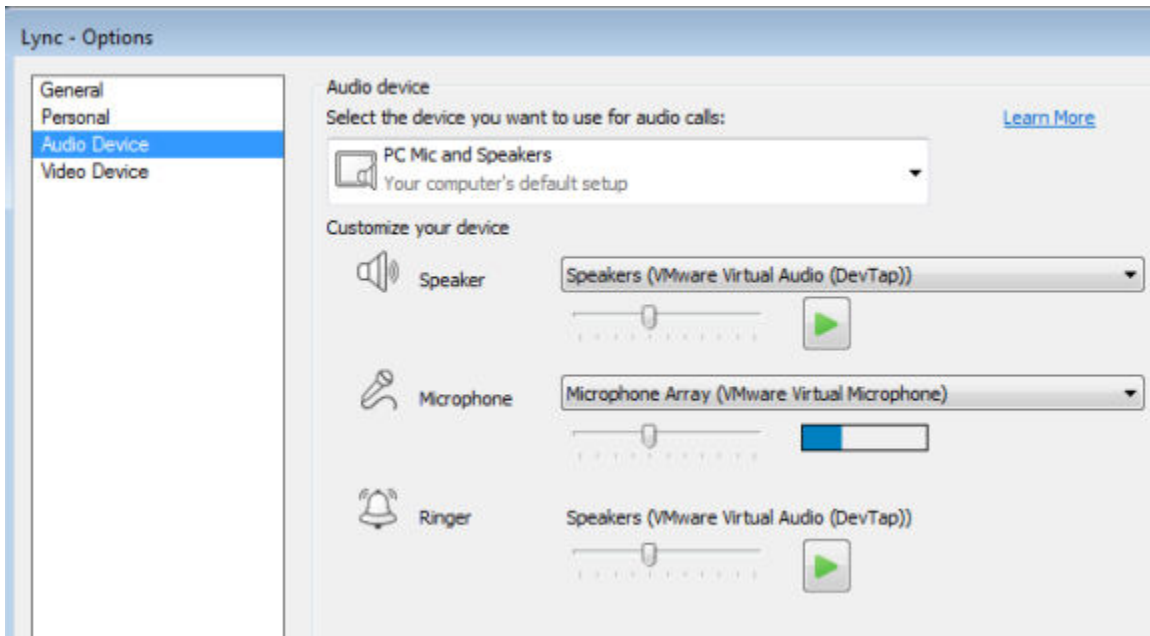 Lync - Options
General
Personal
Audio Device
Video Device
Audio device
Select the device you want to use for audio calls:
Learn More
PC Mic and Speakers
Your computer's default setup
Customize your device
Speaker
Speakers (VMware Virtual Audio (DevTap))
Microphone
Microphone Array (VMware Virtual Microphone)
Ringer
Speakers (VMware Virtual Audio (DevTap))